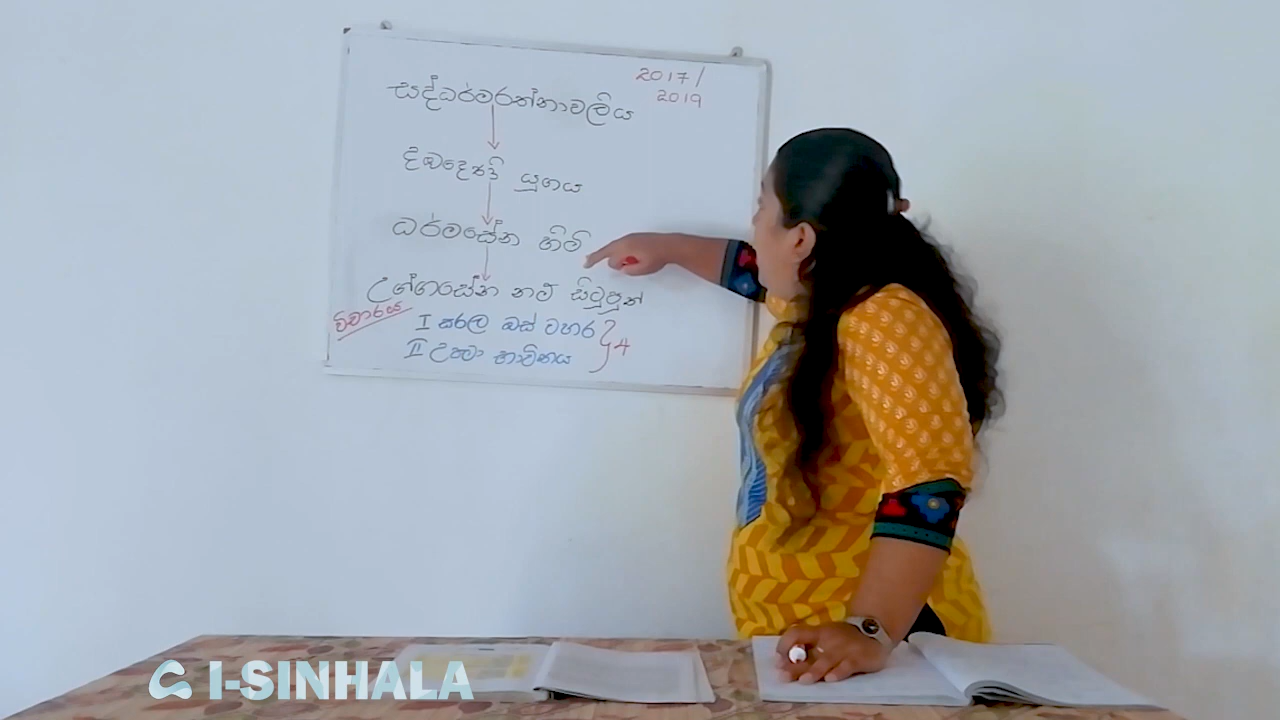 2017/
2019
සද්ධර්මරත්නාවලිය
දඹදෙණි යුගය
ධර්මසේන හිමි
උග්ගසේන නම් සිටුපුත්
විචාරය
I සරල බස් වහර
II උපමා භාවිතය
4
I-SINHALA